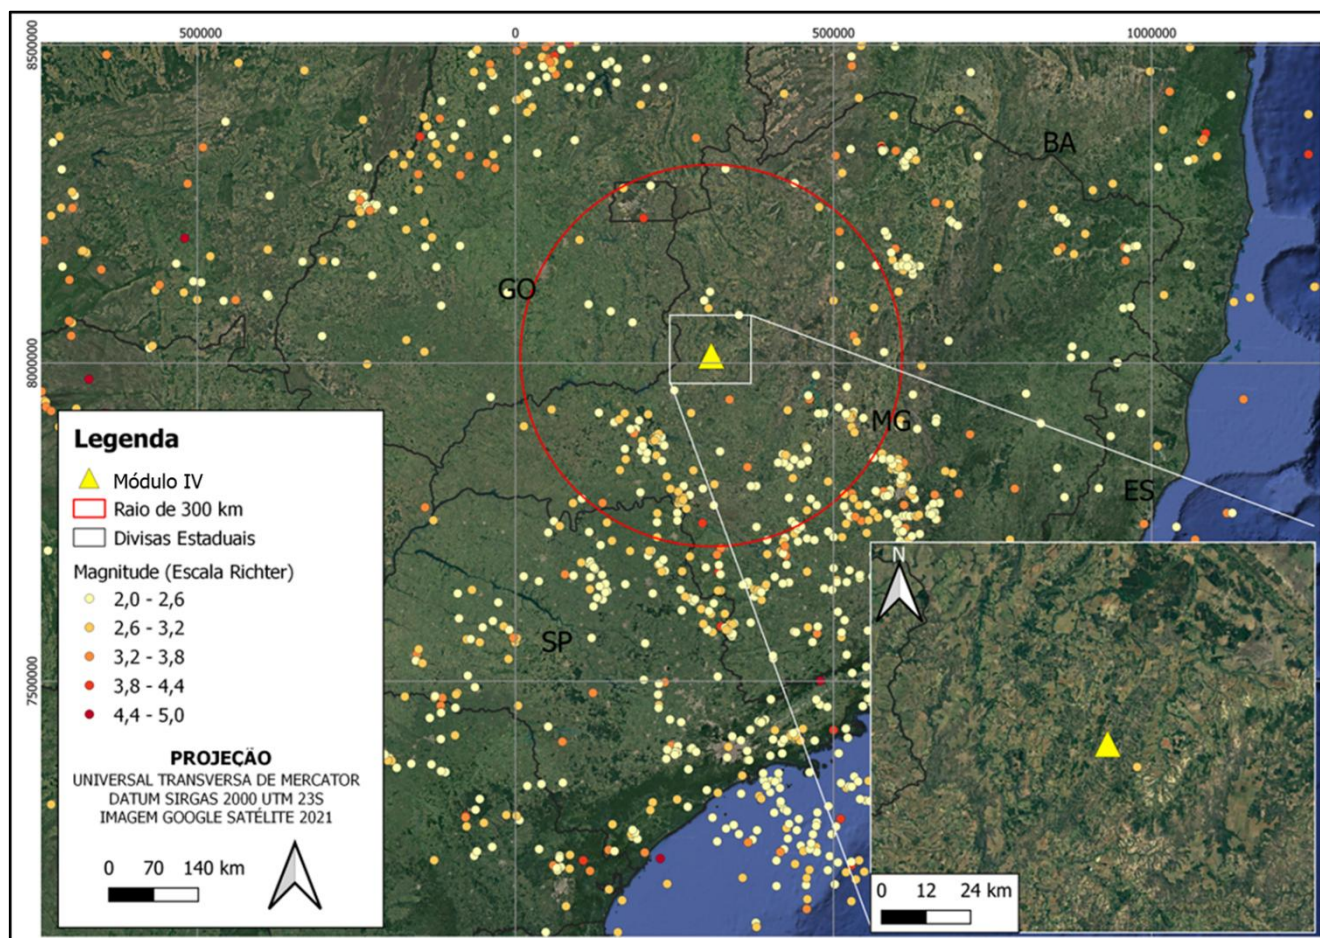 500000 0 500000 1000000
8500000
8000000
7500000
BA
GO
MG
ES
SP
Legenda
Módulo IV
Raio de 300 km
Divisas Estaduais
Magnitude (Escala Richter)
2,0 - 2,6
2,6 - 3,2
3,2 - 3,8
3,8 - 4,4
4,4 - 5,0
PROJEÇÃO
UNIVERSAL TRANSVERSA DE MERCATOR
DATUM SIRGAS 2000 UTM 23S
IMAGEM GOOGLE SATÉLITE 2021
0 70 140 km
N
0 12 24 km